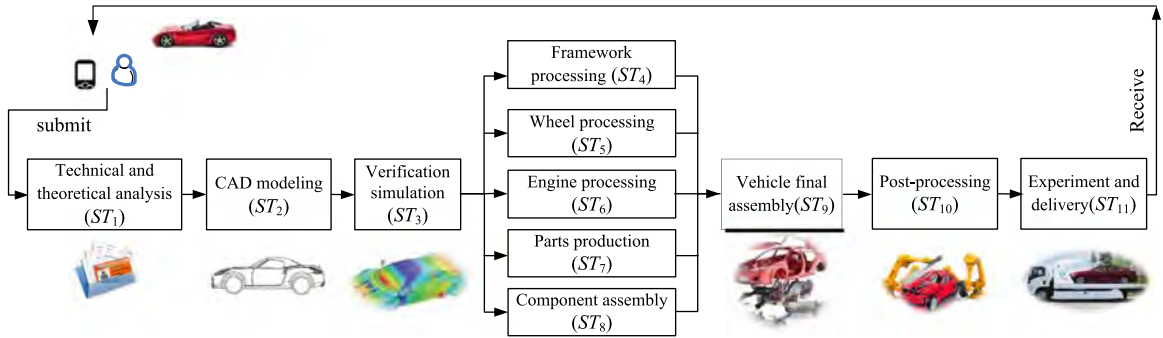 submit
Technical and
theoretical analysis
(ST₁)
CAD modeling
(ST₂)
Verification
simulation
(ST₃)
Framework
processing (ST₄)
Wheel processing
(ST₅)
Engine processing
(ST₆)
Parts production
(ST₇)
Component assembly
(ST₈)
Vehicle final
assembly(ST₉)
Post-processing
(ST₁₀)
Experiment and
delivery(ST₁₁)
Receive